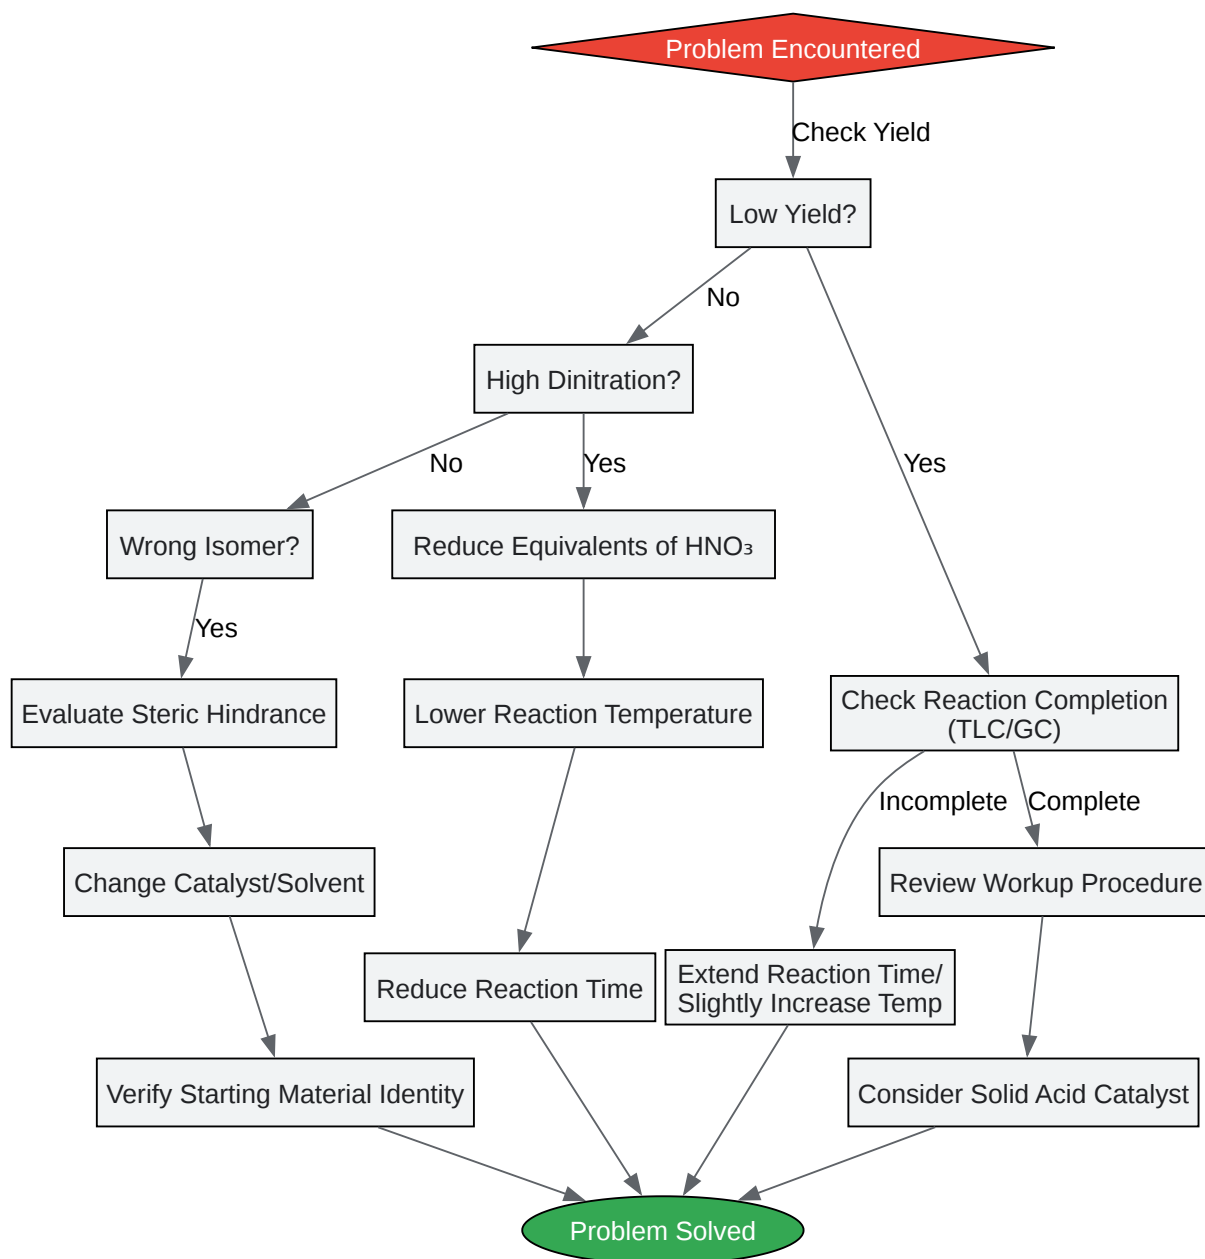 Problem Encountered
Check Yield
Low Yield?
No
High Dinitration?
No
Yes
Yes
Wrong Isomer?
Reduce Equivalents of HNO₃
Yes
Evaluate Steric Hindrance
Lower Reaction Temperature
Check Reaction Completion
(TLC/GC)
Incomplete
Complete
Change Catalyst/Solvent
Review Workup Procedure
Reduce Reaction Time
Extend Reaction Time/
Slightly Increase Temp
Verify Starting Material Identity
Consider Solid Acid Catalyst
Problem Solved